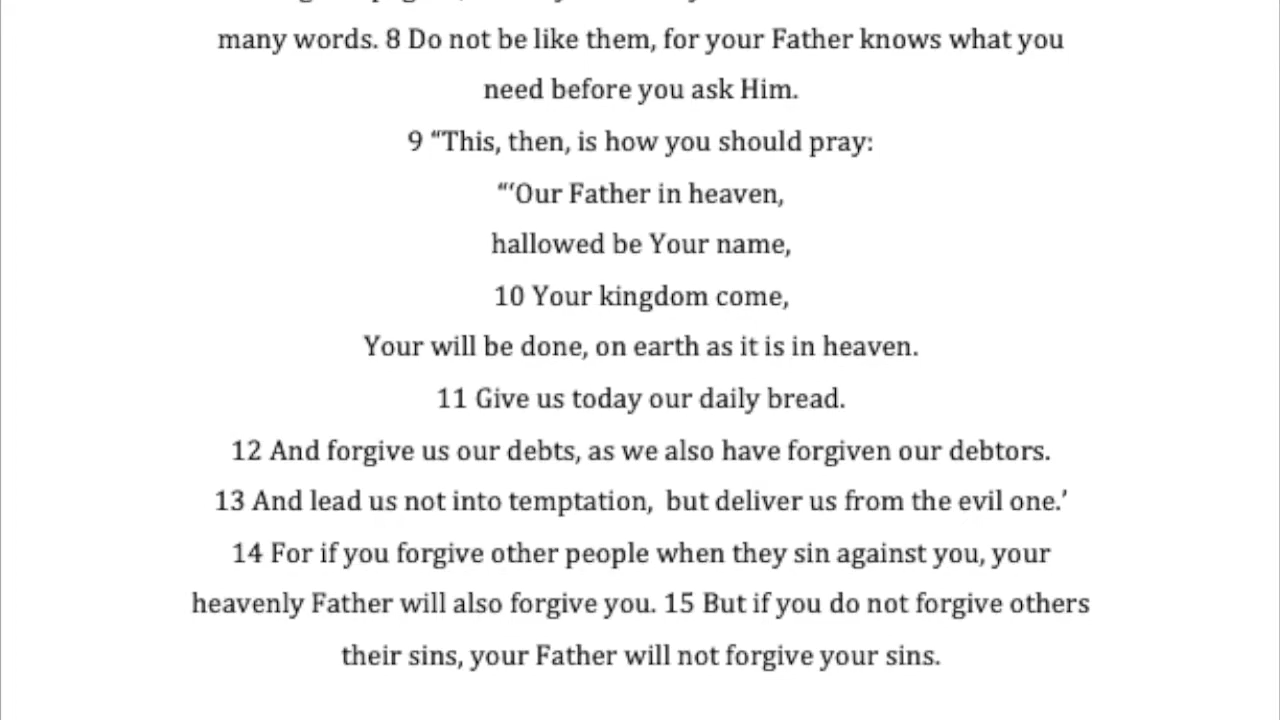 many words. 8 Do not be like them, for your Father knows what you
need before you ask Him.
9 “This, then, is how you should pray:
“‘Our Father in heaven,
hallowed be Your name,
10 Your kingdom come,
Your will be done, on earth as it is in heaven.
11 Give us today our daily bread.
12 And forgive us our debts, as we also have forgiven our debtors.
13 And lead us not into temptation,  but deliver us from the evil one.’
14 For if you forgive other people when they sin against you, your
heavenly Father will also forgive you. 15 But if you do not forgive others
their sins, your Father will not forgive your sins.